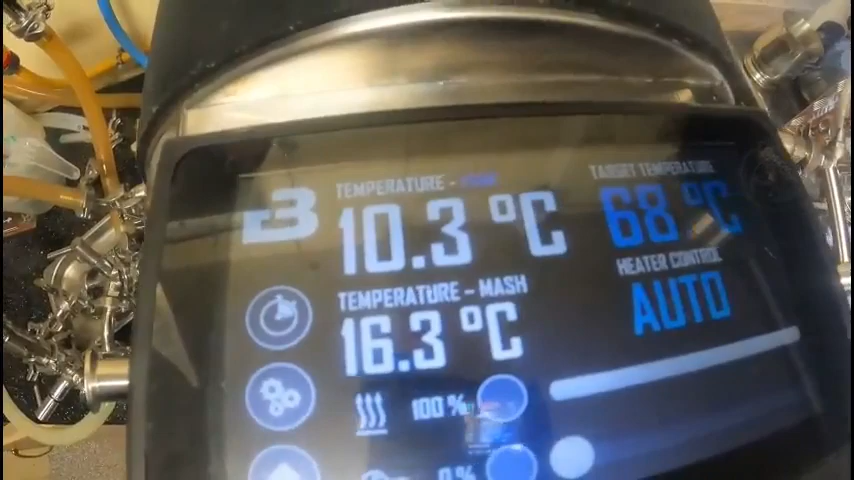 TEMPERATURE -
10.3 °C
TARGET TEMPERATURE
68 °C
TEMPERATURE - MASH
16.3 °C
HEATER CONTROL
AUTO
100 %
0 %